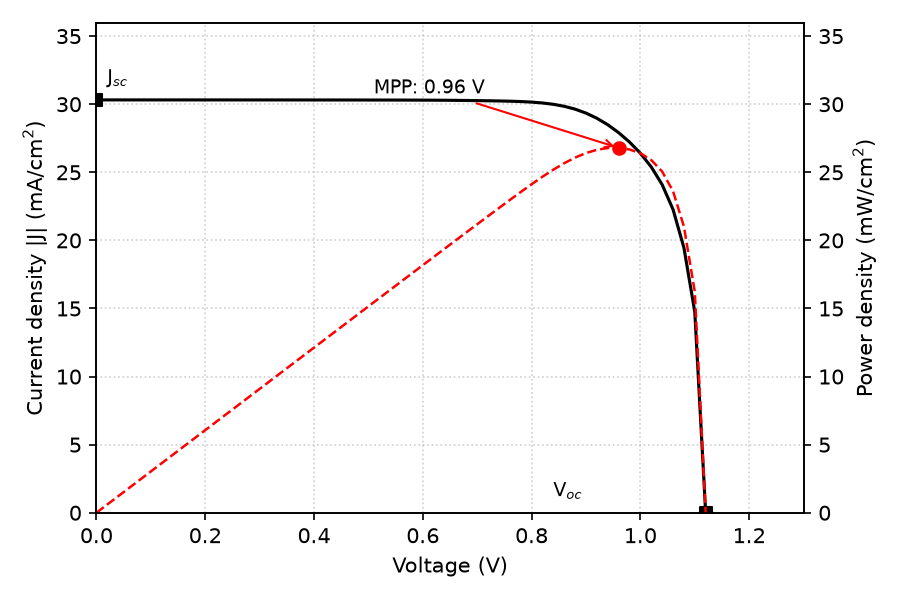 35
30
25
20
15
10
5
0
Current density |J| (mA/cm²)
J_sc
MPP: 0.96 V
V_oc
35
30
25
20
15
10
5
0
Power density (mW/cm²)
0.0 0.2 0.4 0.6 0.8 1.0 1.2
Voltage (V)